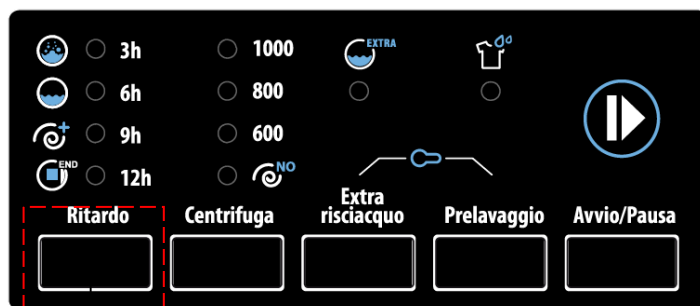 3h 1000 EXTRA
6h 800
9h 600
END 12h NO
Ritardo Centrifuga Extra risciacquo Prelavaggio Avvio/Pausa